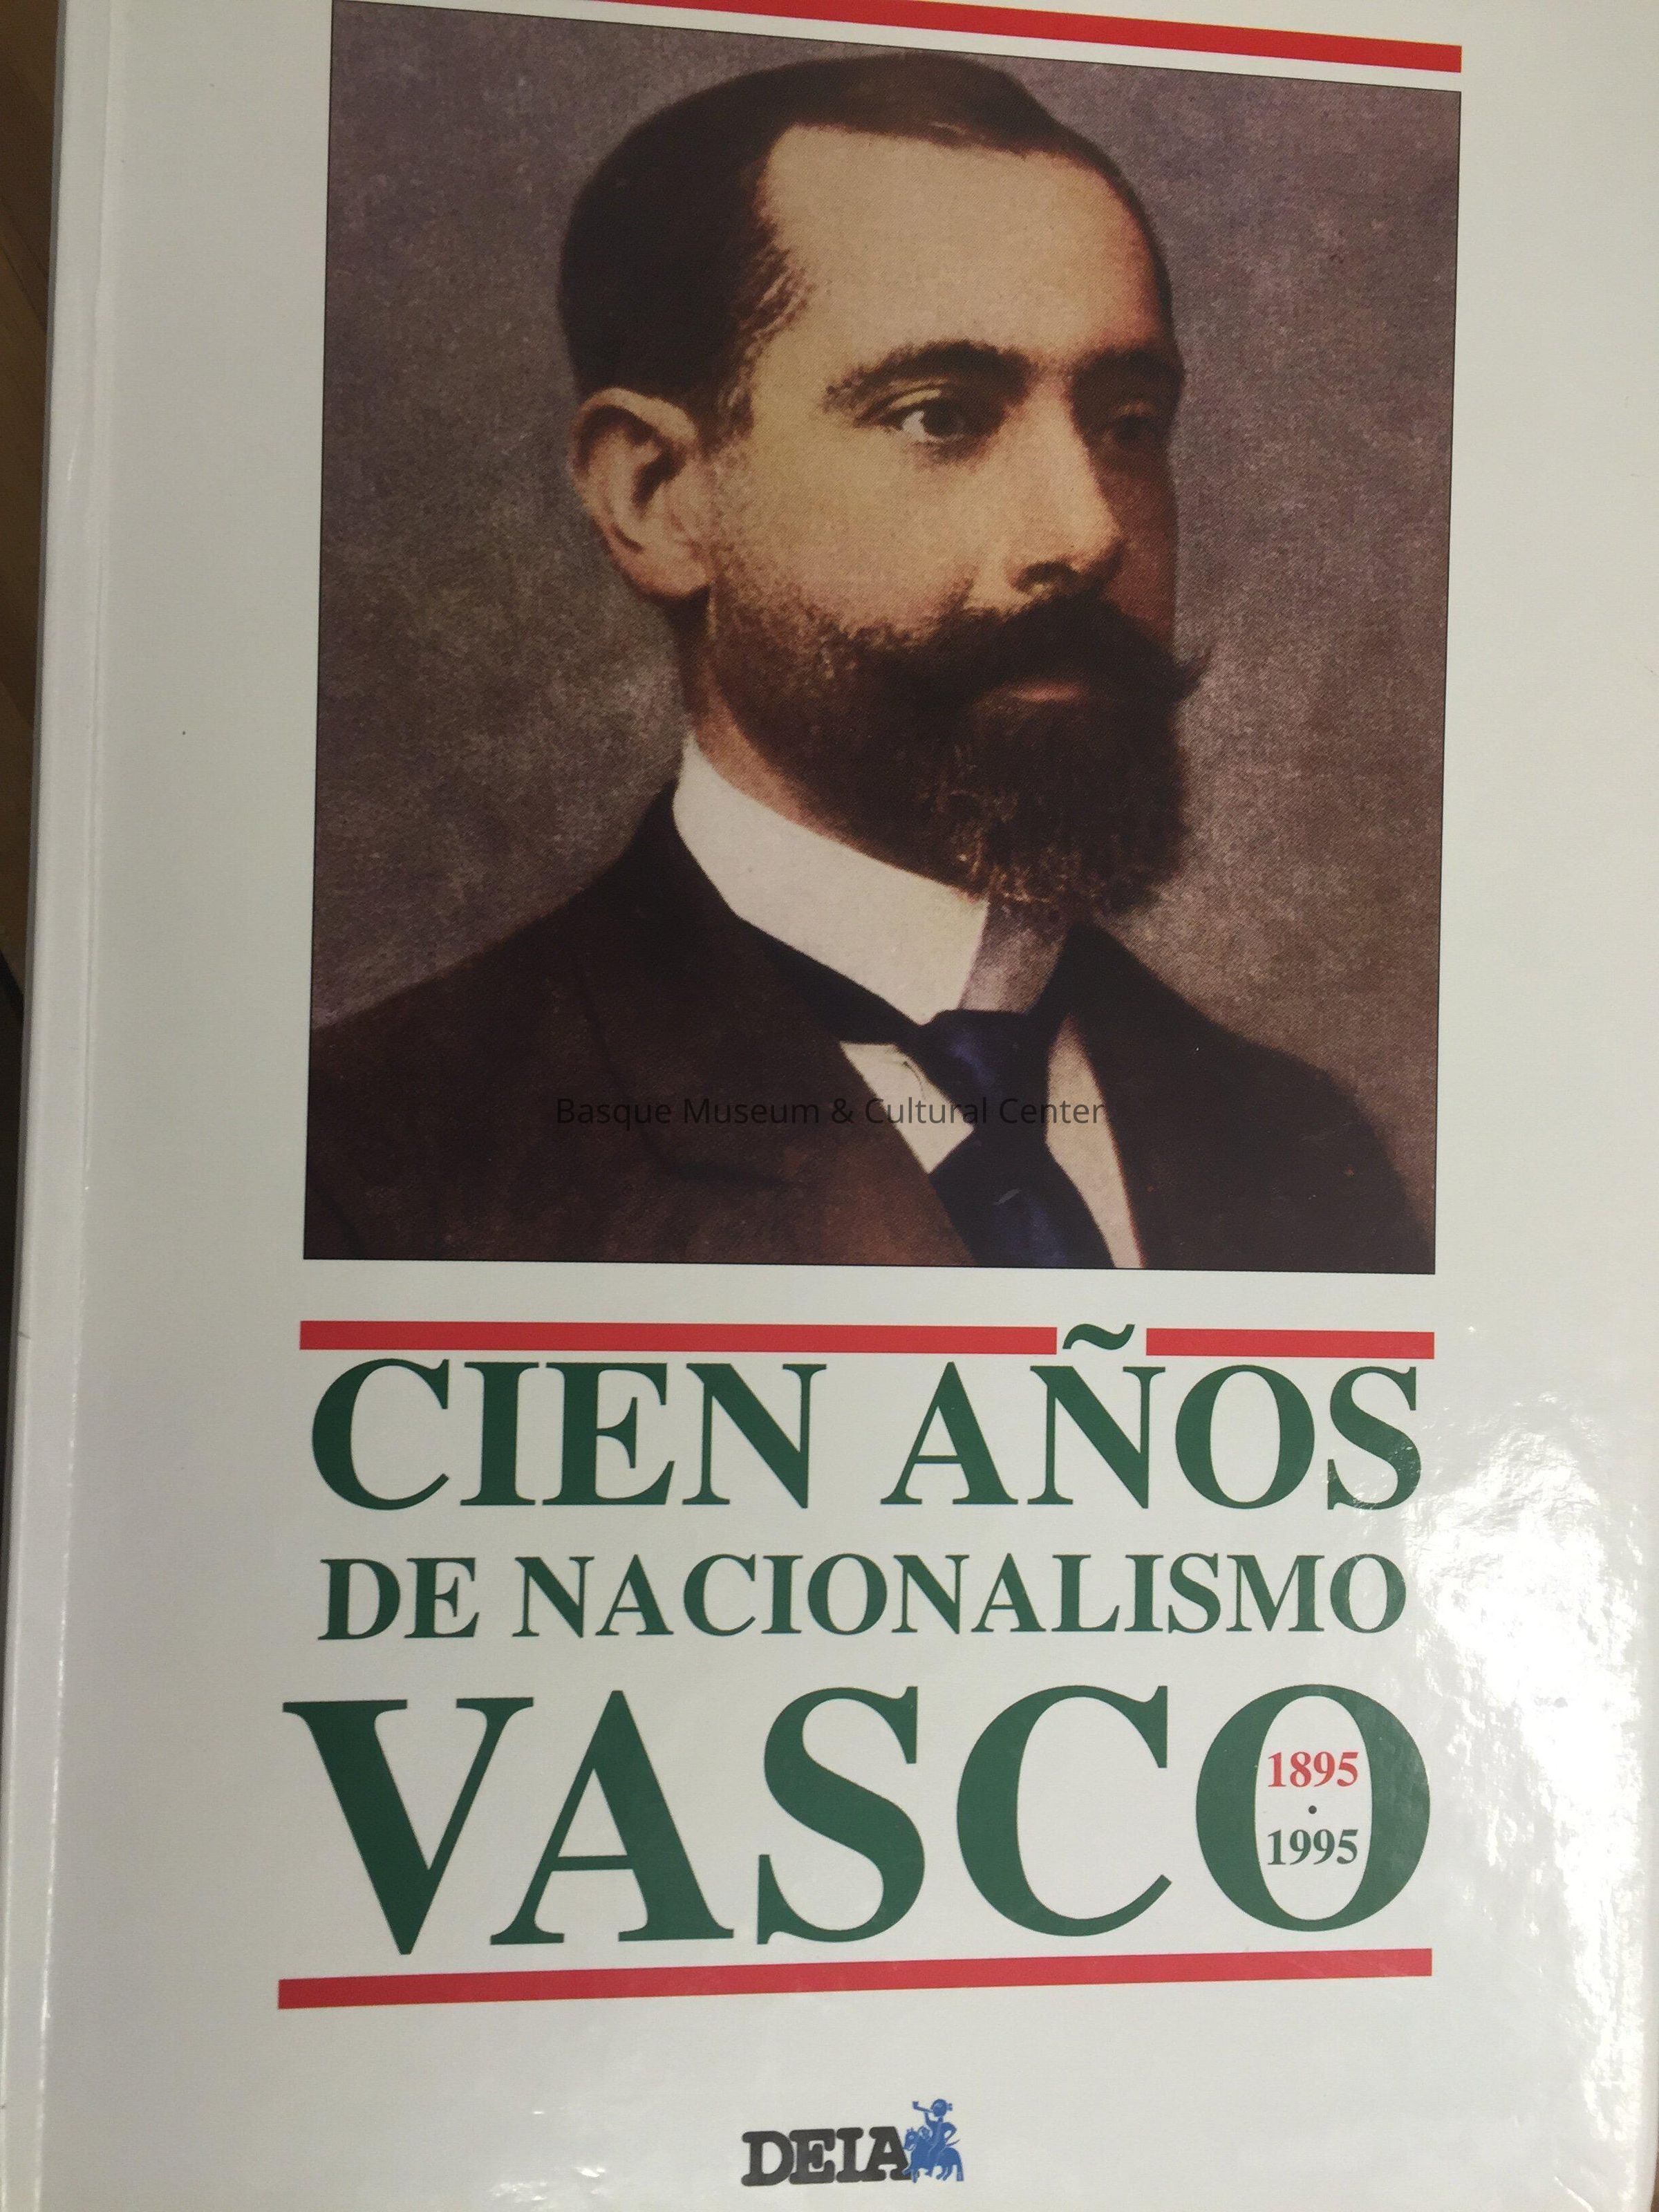 Basque Museum & Cultural Center
CIEN AÑOS
DE NACIONALISMO
VASCO
1895
·
1995
DEIA